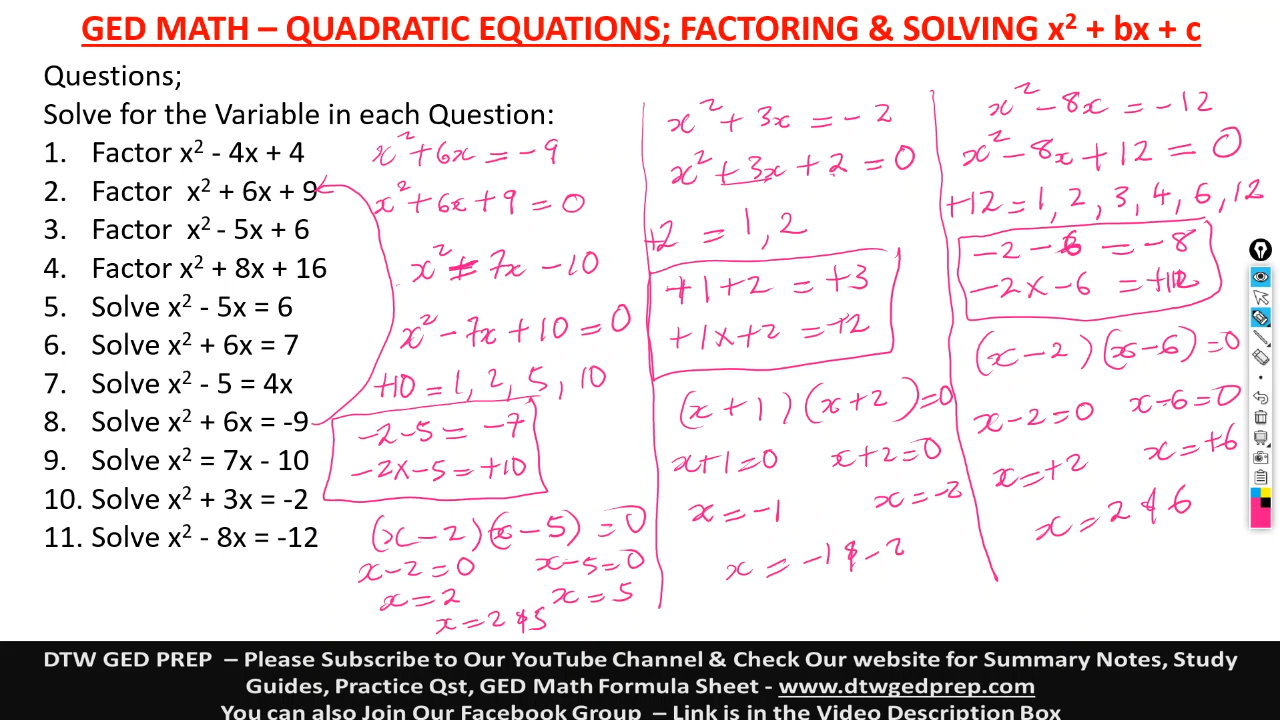 GED MATH – QUADRATIC EQUATIONS; FACTORING & SOLVING x² + bx + c
Questions;
Solve for the Variable in each Question:
1. Factor x² - 4x + 4
2. Factor x² + 6x + 9
3. Factor x² - 5x + 6
4. Factor x² + 8x + 16
5. Solve x² - 5x = 6
6. Solve x² + 6x = 7
7. Solve x² - 5 = 4x
8. Solve x² + 6x = -9
9. Solve x² = 7x - 10
10. Solve x² + 3x = -2
11. Solve x² - 8x = -12
x² + 6x = -9
x² + 6x + 9 = 0
x² = 7x - 10
x² - 7x + 10 = 0
+10 = 1, 2, 5, 10
-2 - 5 = -7
-2 x -5 = +10
(x - 2)(x - 5) = 0
x - 2 = 0 x - 5 = 0
x = 2 x = 5
x = 2 & 5
x² + 3x = -2
x² + 3x + 2 = 0
+2 = 1, 2
+1 + 2 = +3
+1 x +2 = +2
(x + 1)(x + 2) = 0
x + 1 = 0 x + 2 = 0
x = -1 x = -2
x = -1 & -2
x² - 8x = -12
x² - 8x + 12 = 0
+12 = 1, 2, 3, 4, 6, 12
-2 - 6 = -8
-2 x -6 = +12
(x - 2)(x - 6) = 0
x - 2 = 0 x - 6 = 0
x = +2 x = +6
x = 2 & 6
DTW GED PREP – Please Subscribe to Our YouTube Channel & Check Our website for Summary Notes, Study
Guides, Practice Qst, GED Math Formula Sheet - www.dtwgedprep.com
You can also Join Our Facebook Group – Link is in the Video Description Box